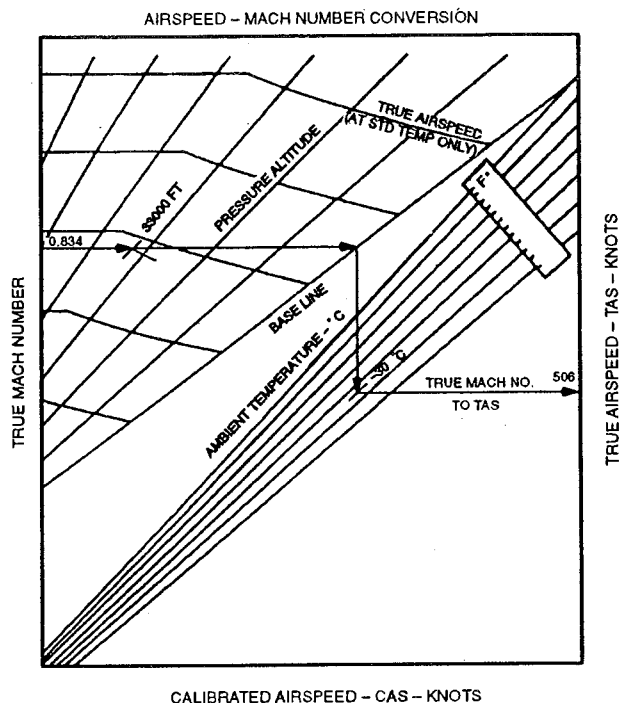 AIRSPEED – MACH NUMBER CONVERSION
TRUE AIRSPEED
(AT STD TEMP ONLY)
PRESSURE ALTITUDE
33000 FT
F°
0.834
BASE LINE
AMBIENT TEMPERATURE – °C
-30 °C
TRUE MACH NO.
506
TO TAS
TRUE MACH NUMBER
TRUE AIRSPEED – TAS – KNOTS
CALIBRATED AIRSPEED – CAS – KNOTS